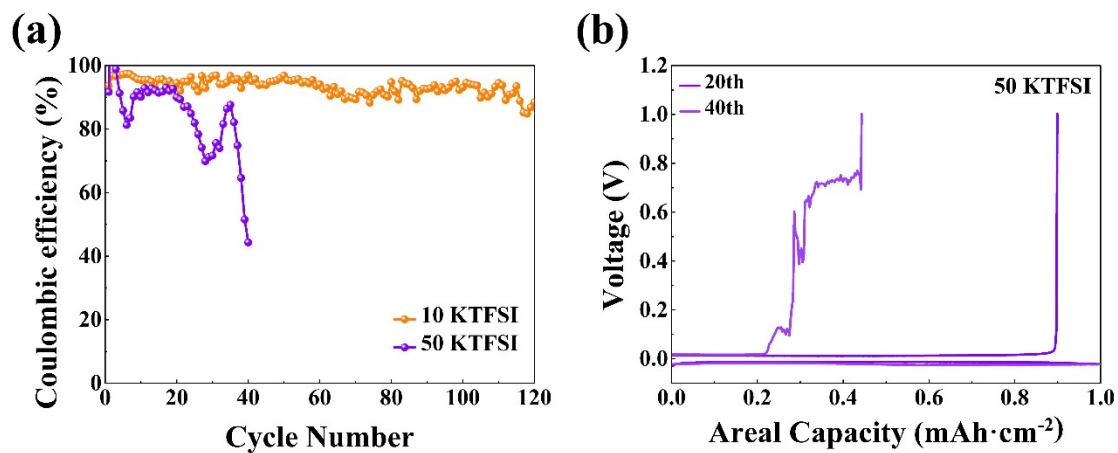 (a)
Coulombic efficiency (%)
100
80
60
40
20
0
10 KTFSI
50 KTFSI
0 20 40 60 80 100 120
Cycle Number
(b)
Voltage (V)
1.2
1.0
0.8
0.6
0.4
0.2
0.0
20th
40th
50 KTFSI
0.0 0.2 0.4 0.6 0.8 1.0
Areal Capacity (mAh·cm⁻²)